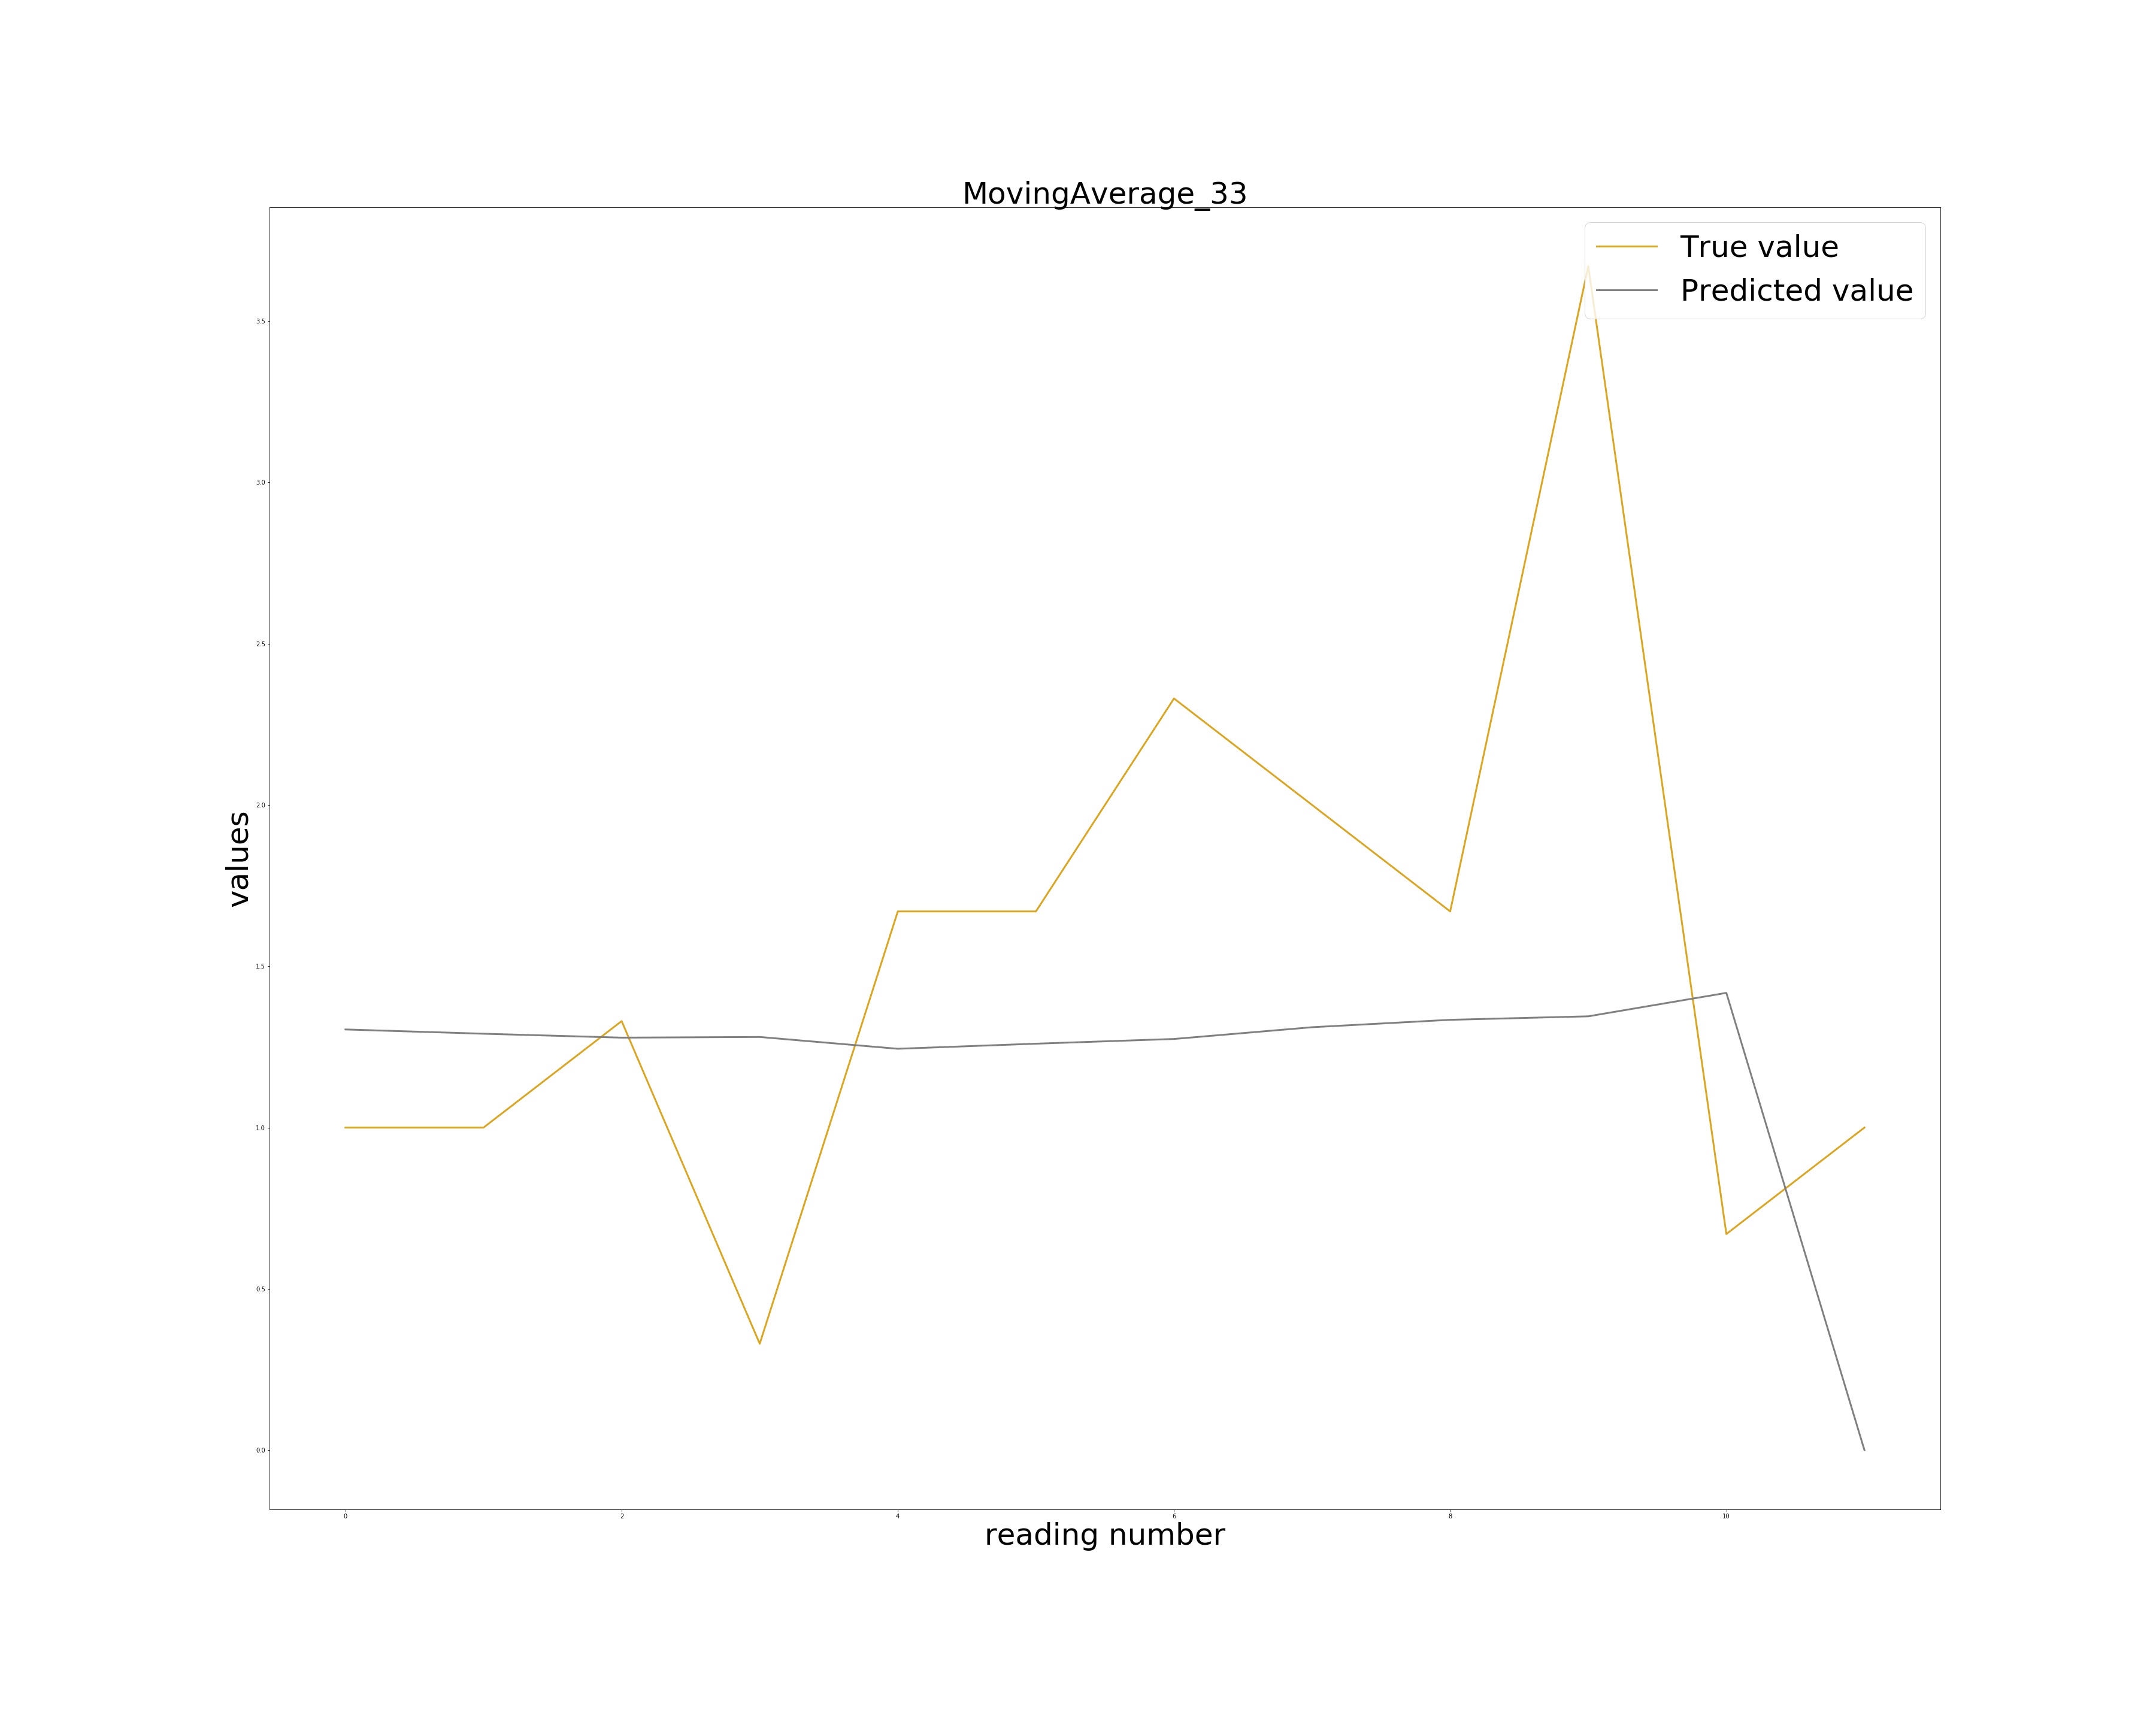 MovingAverage_33
True value
Predicted value
3.5
3.0
2.5
2.0
1.5
1.0
0.5
0.0
values
0 2 4 6 8 10
reading number